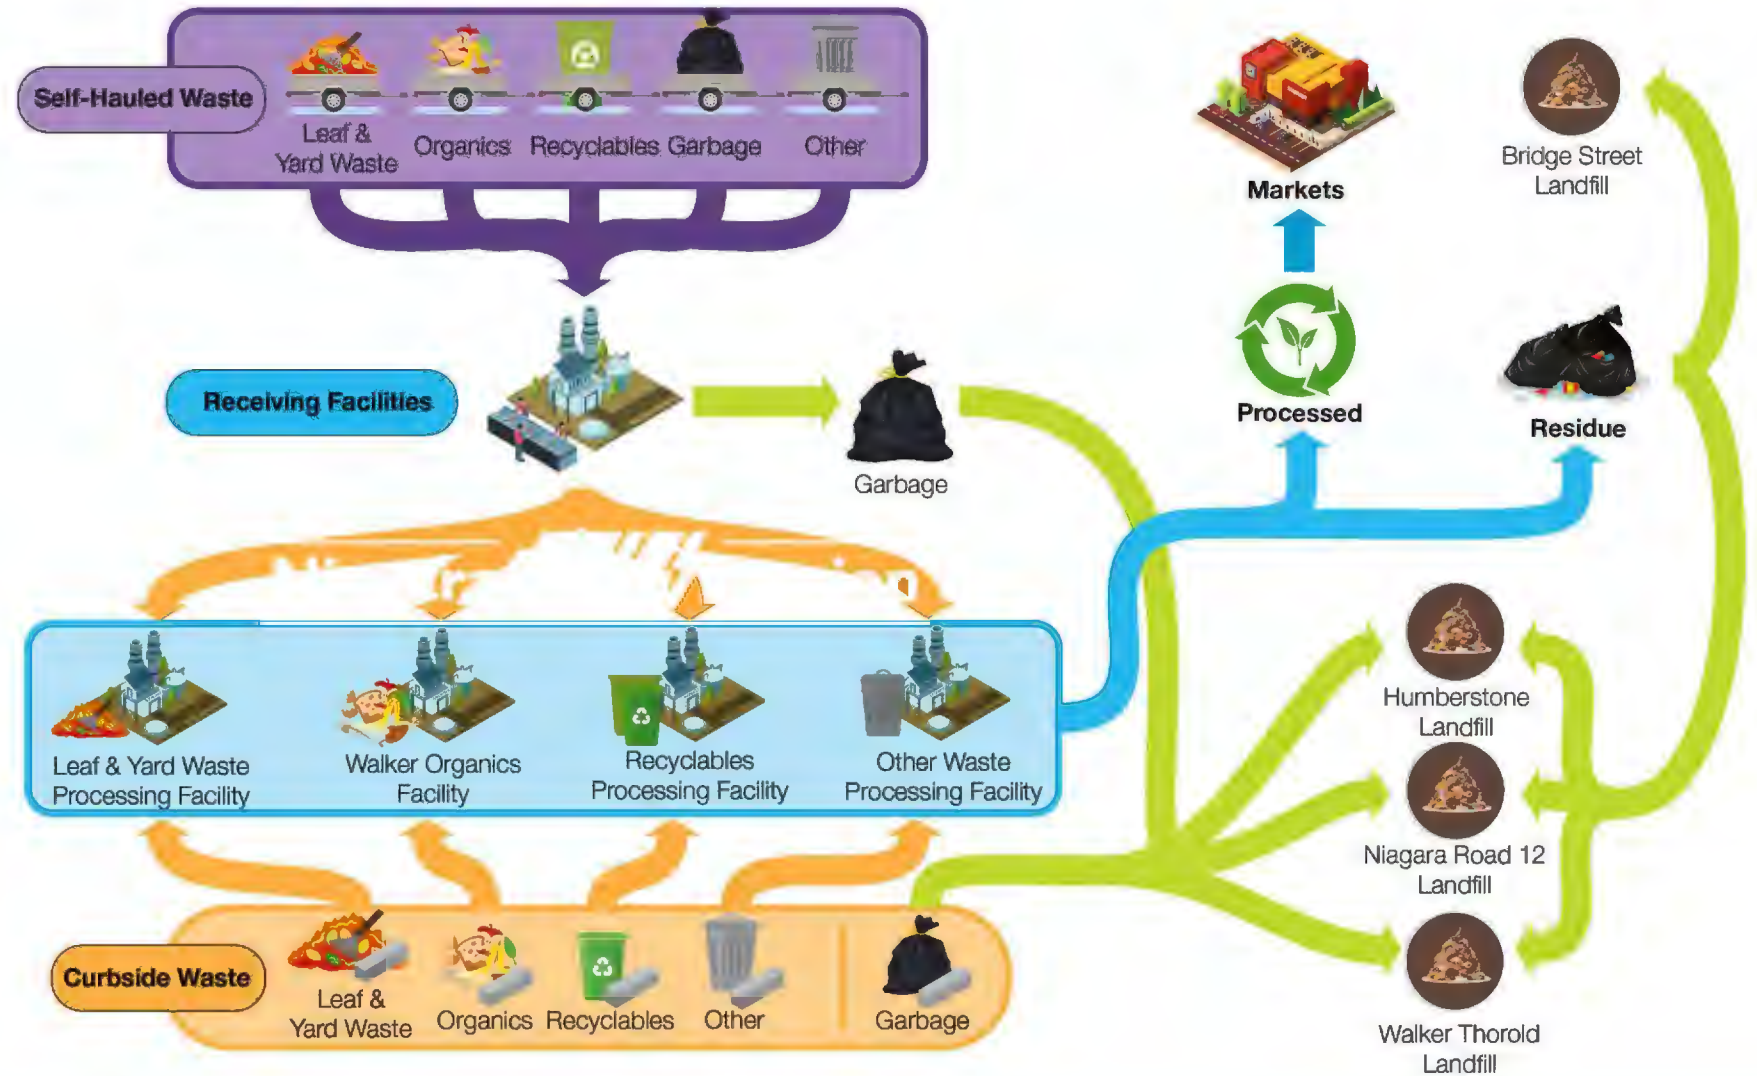 Self-Hauled Waste
Leaf &
Yard Waste
Organics
Recyclables
Garbage
Other
Markets
Bridge Street
Landfill
Receiving Facilities
Garbage
Processed
Residue
Leaf & Yard Waste
Processing Facility
Walker Organics
Facility
Recyclables
Processing Facility
Other Waste
Processing Facility
Humberstone
Landfill
Niagara Road 12
Landfill
Walker Thorold
Landfill
Curbside Waste
Leaf &
Yard Waste
Organics
Recyclables
Other
Garbage